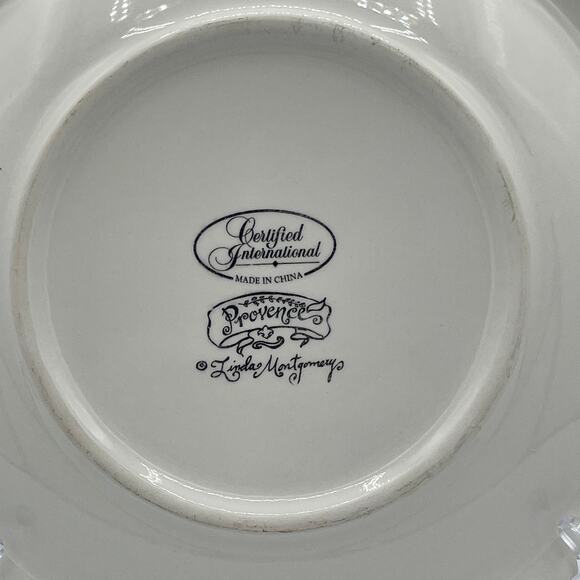 Certified
International
MADE IN CHINA
Provence
© Linda Montgomery